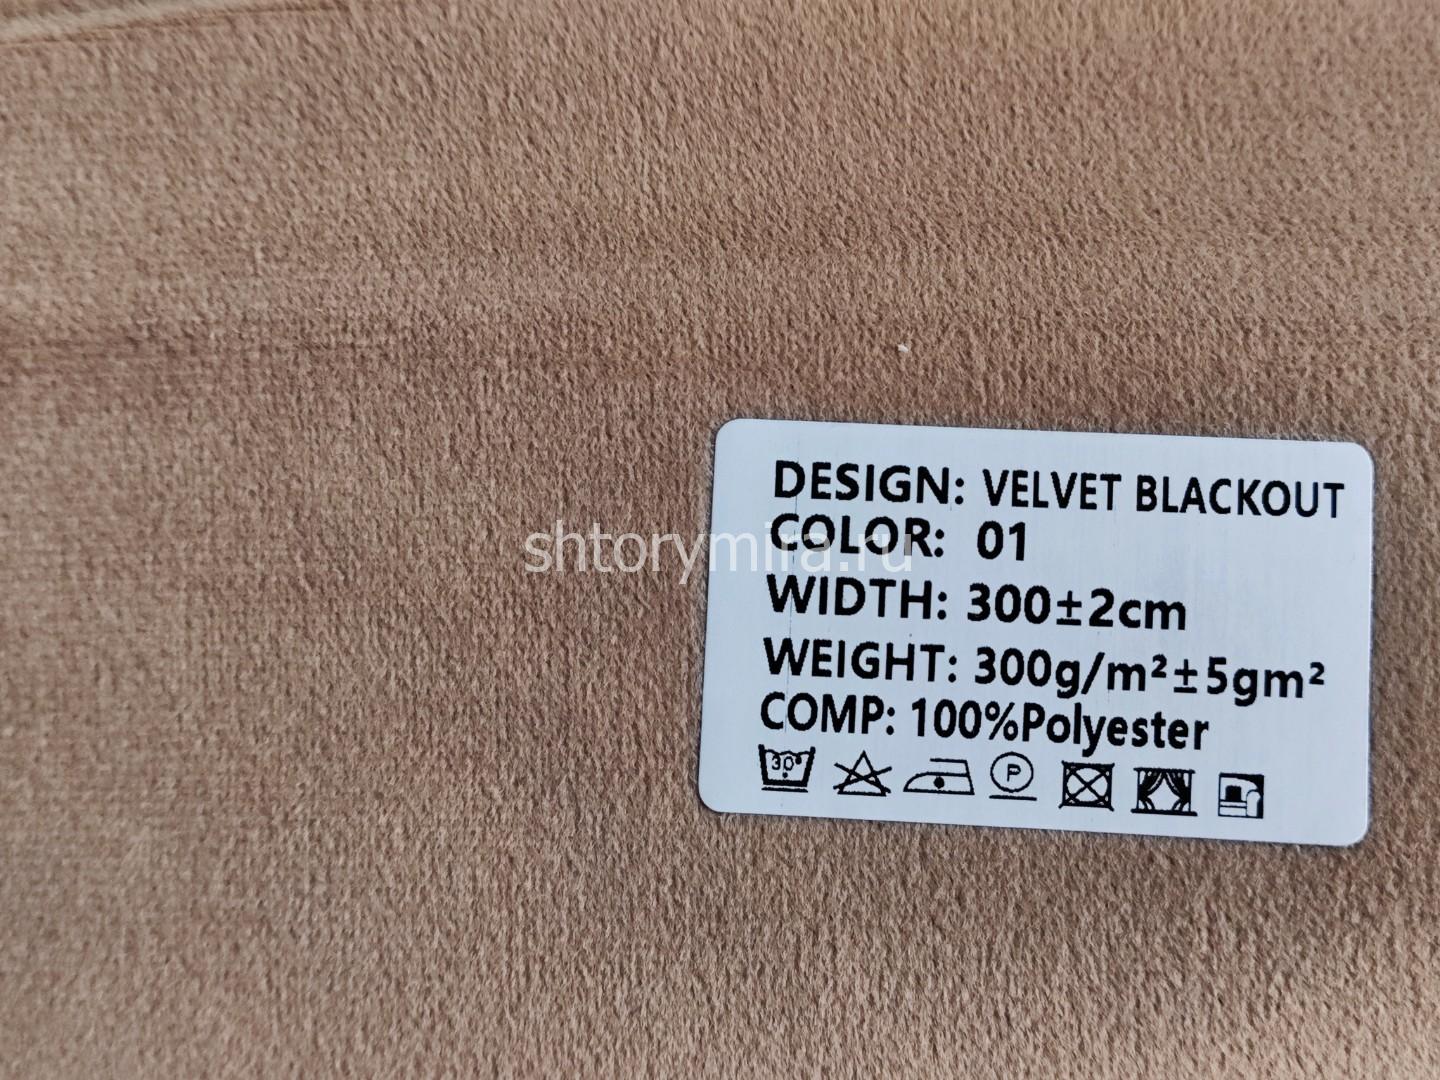 DESIGN: VELVET BLACKOUT
COLOR: 01
shtorymira.ru
WIDTH: 300±2cm
WEIGHT: 300g/m²±5gm²
COMP: 100%Polyester
30° P